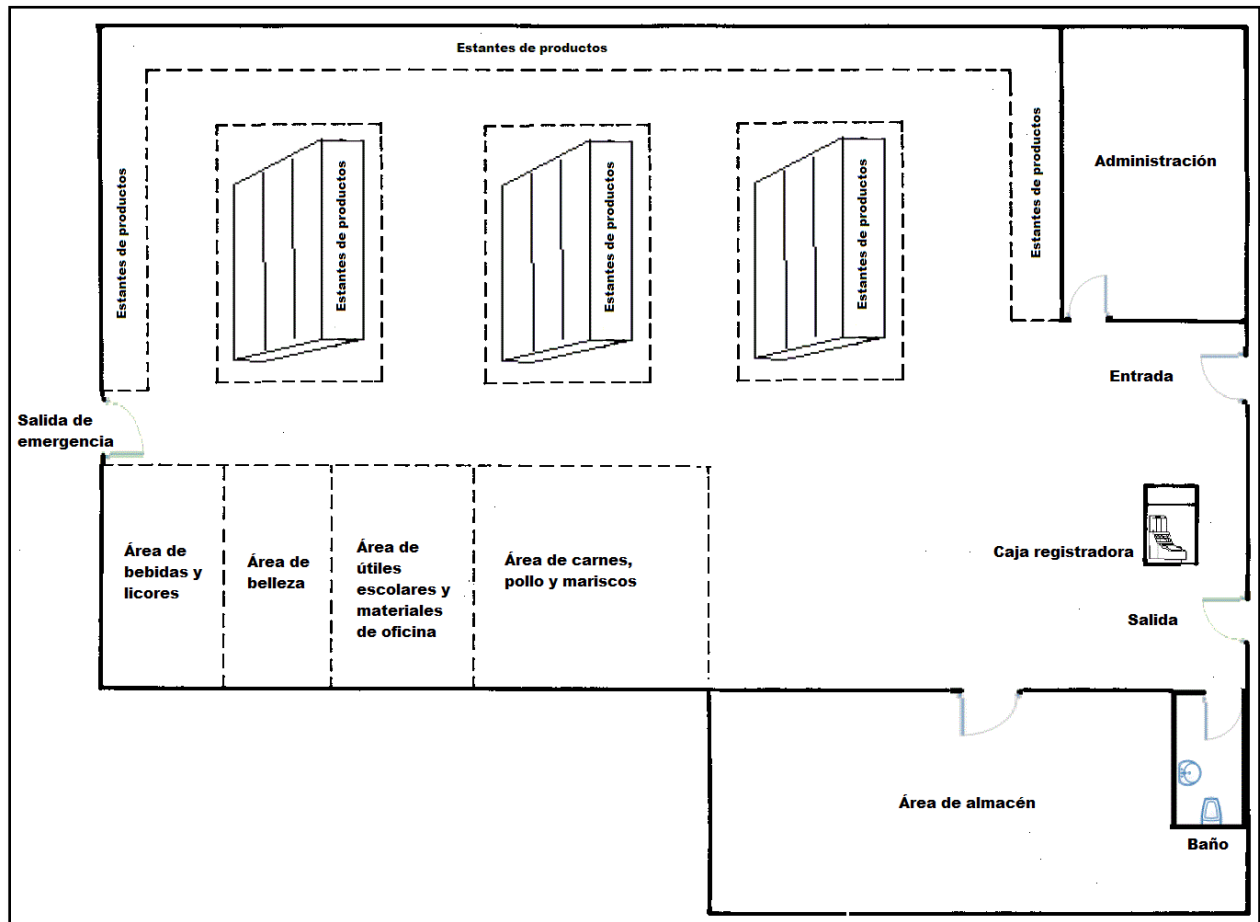 Estantes de productos
Estantes de productos
Estantes de productos
Estantes de productos
Estantes de productos
Estantes de productos
Administración
Entrada
Salida de
emergencia
Área de
bebidas y
licores
Área de
belleza
Área de
útiles
escolares y
materiales
de oficina
Área de carnes,
pollo y mariscos
Caja registradora
Salida
Área de almacén
Baño